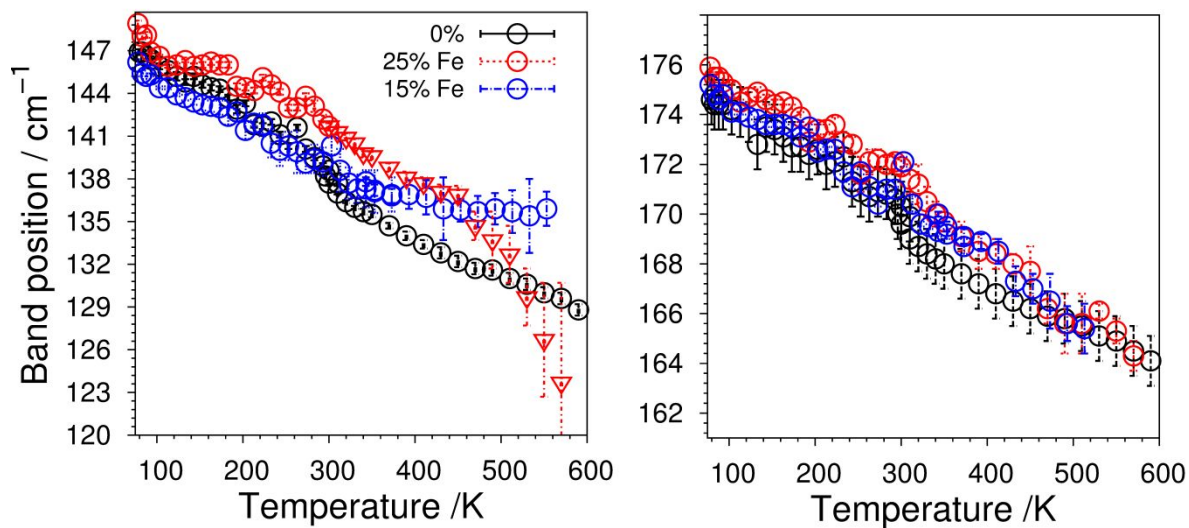 Band position / cm⁻¹
147
144
141
138
135
132
129
126
123
120
0%
25% Fe
15% Fe
100 200 300 400 500 600
Temperature /K
176
174
172
170
168
166
164
162
100 200 300 400 500 600
Temperature /K